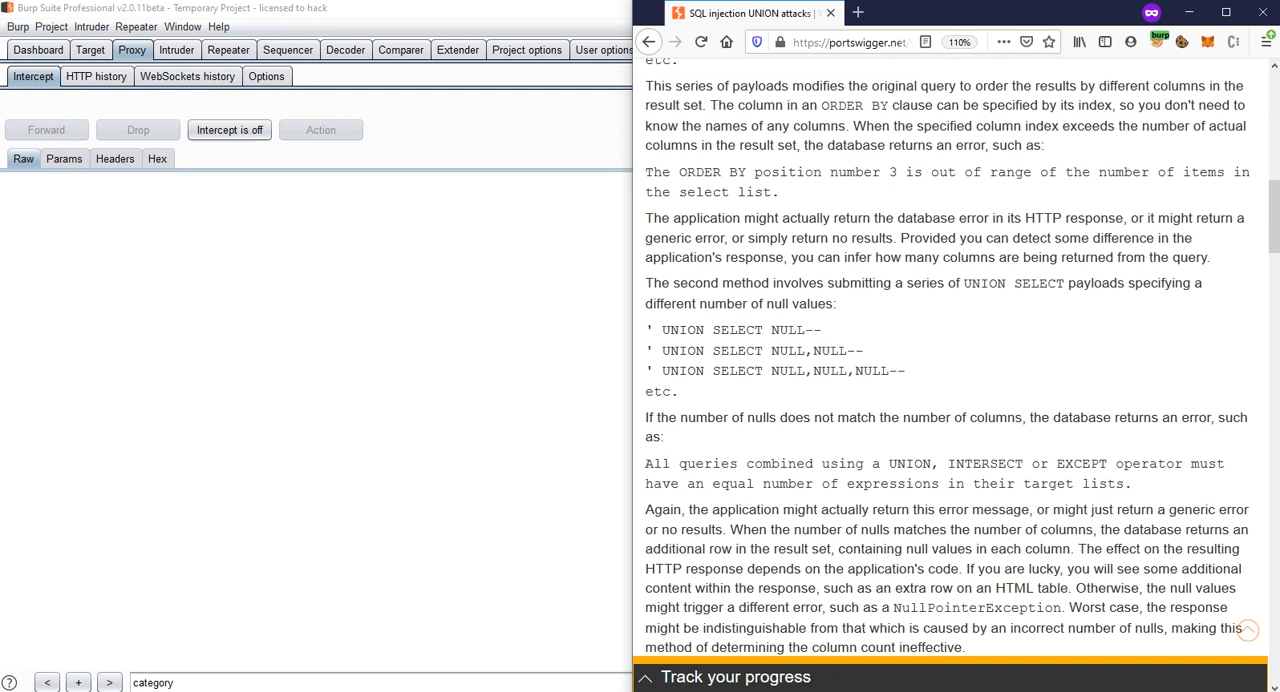 Burp Suite Professional v2.0.11beta - Temporary Project - licensed to hack
Burp Project Intruder Repeater Window Help
Dashboard Target Proxy Intruder Repeater Sequencer Decoder Comparer Extender Project options User options
Intercept HTTP history WebSockets history Options
Forward Drop Intercept is off Action
Raw Params Headers Hex
? < + > category
SQL injection UNION attacks |
https://portswigger.net/ 110% burp
etc.
This series of payloads modifies the original query to order the results by different columns in the
result set. The column in an ORDER BY clause can be specified by its index, so you don't need to
know the names of any columns. When the specified column index exceeds the number of actual
columns in the result set, the database returns an error, such as:
The ORDER BY position number 3 is out of range of the number of items in
the select list.
The application might actually return the database error in its HTTP response, or it might return a
generic error, or simply return no results. Provided you can detect some difference in the
application's response, you can infer how many columns are being returned from the query.
The second method involves submitting a series of UNION SELECT payloads specifying a
different number of null values:
' UNION SELECT NULL--
' UNION SELECT NULL,NULL--
' UNION SELECT NULL,NULL,NULL--
etc.
If the number of nulls does not match the number of columns, the database returns an error, such
as:
All queries combined using a UNION, INTERSECT or EXCEPT operator must
have an equal number of expressions in their target lists.
Again, the application might actually return this error message, or might just return a generic error
or no results. When the number of nulls matches the number of columns, the database returns an
additional row in the result set, containing null values in each column. The effect on the resulting
HTTP response depends on the application's code. If you are lucky, you will see some additional
content within the response, such as an extra row on an HTML table. Otherwise, the null values
might trigger a different error, such as a NullPointerException. Worst case, the response
might be indistinguishable from that which is caused by an incorrect number of nulls, making this
method of determining the column count ineffective.
Track your progress